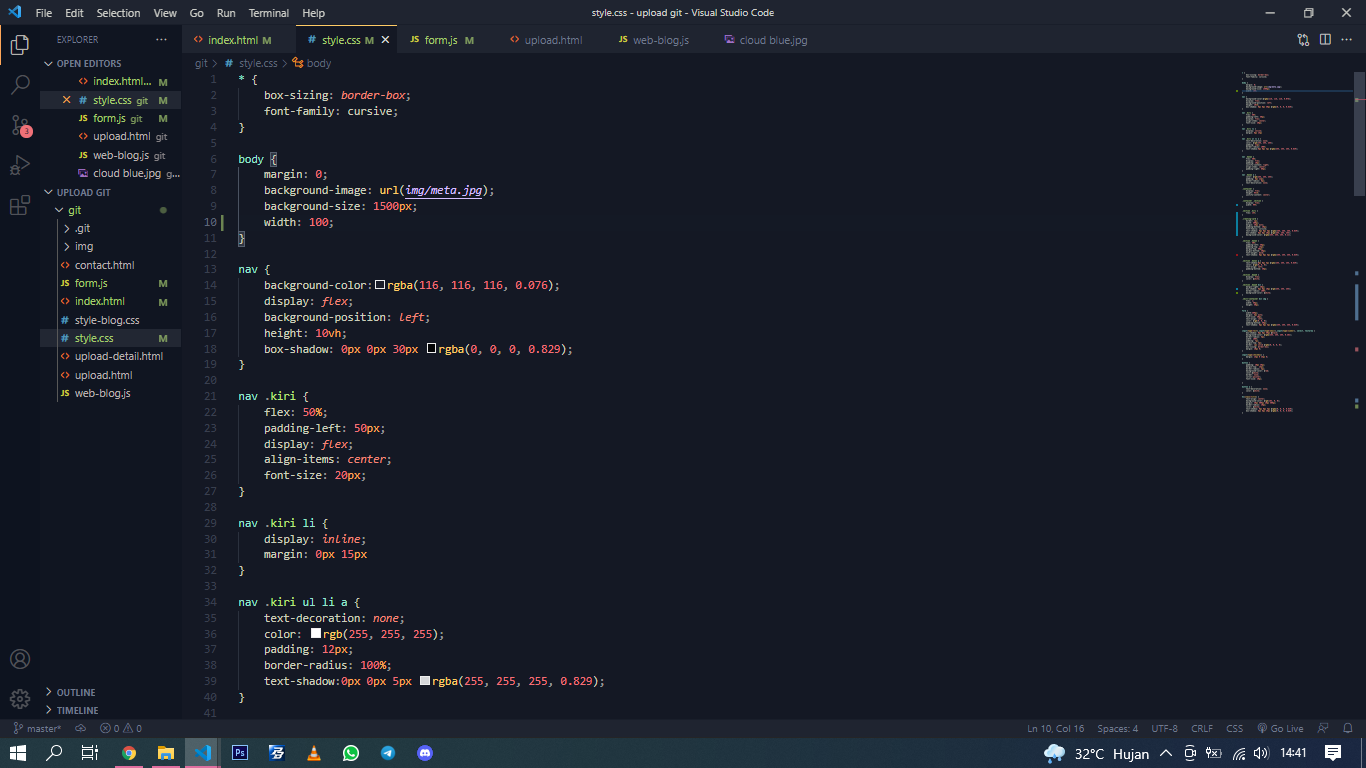 File Edit Selection View Go Run Terminal Help
style.css - upload git - Visual Studio Code
EXPLORER
index.html M
# style.css M
JS form.js M
upload.html
JS web-blog.js
cloud blue.jpg
OPEN EDITORS
index.html... M
# style.css git M
JS form.js git M
upload.html git
JS web-blog.js git
cloud blue.jpg g...
UPLOAD GIT
git
.git
img
contact.html
JS form.js M
index.html M
# style-blog.css
# style.css M
upload-detail.html
upload.html
JS web-blog.js
OUTLINE
TIMELINE
3
git > # style.css > body
1 * {
2 box-sizing: border-box;
3 font-family: cursive;
4 }
5
6 body {
7 margin: 0;
8 background-image: url(img/meta.jpg);
9 background-size: 1500px;
10 width: 100;
11 }
12
13 nav {
14 background-color: rgba(116, 116, 116, 0.076);
15 display: flex;
16 background-position: left;
17 height: 10vh;
18 box-shadow: 0px 0px 30px rgba(0, 0, 0, 0.829);
19 }
20
21 nav .kiri {
22 flex: 50%;
23 padding-left: 50px;
24 display: flex;
25 align-items: center;
26 font-size: 20px;
27 }
28
29 nav .kiri li {
30 display: inline;
31 margin: 0px 15px
32 }
33
34 nav .kiri ul li a {
35 text-decoration: none;
36 color: rgb(255, 255, 255);
37 padding: 12px;
38 border-radius: 100%;
39 text-shadow:0px 0px 5px rgba(255, 255, 255, 0.829);
40 }
41
master* 0 0
Ln 10, Col 16 Spaces: 4 UTF-8 CRLF CSS Go Live
Ps
32°C Hujan 14:41